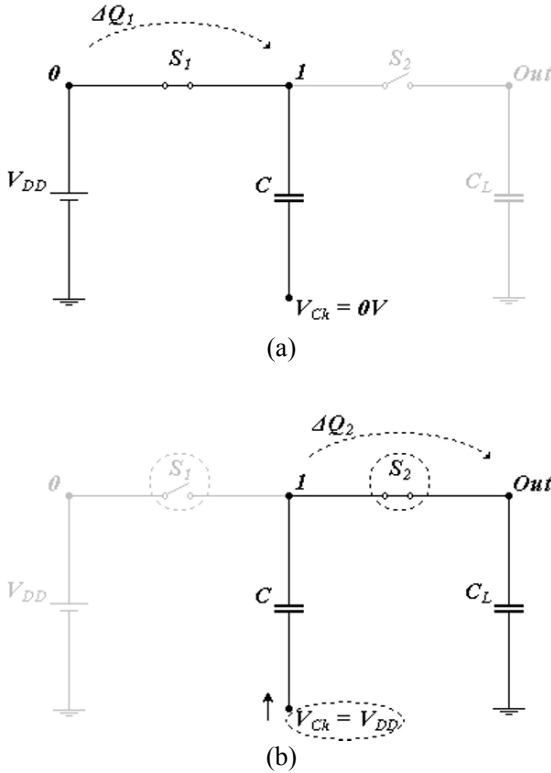 ΔQ1
S1
S2
0
1
Out
VDD
C
CL
VCk = 0V
(a)
ΔQ2
S1
S2
0
1
Out
VDD
C
CL
VCk = VDD
(b)